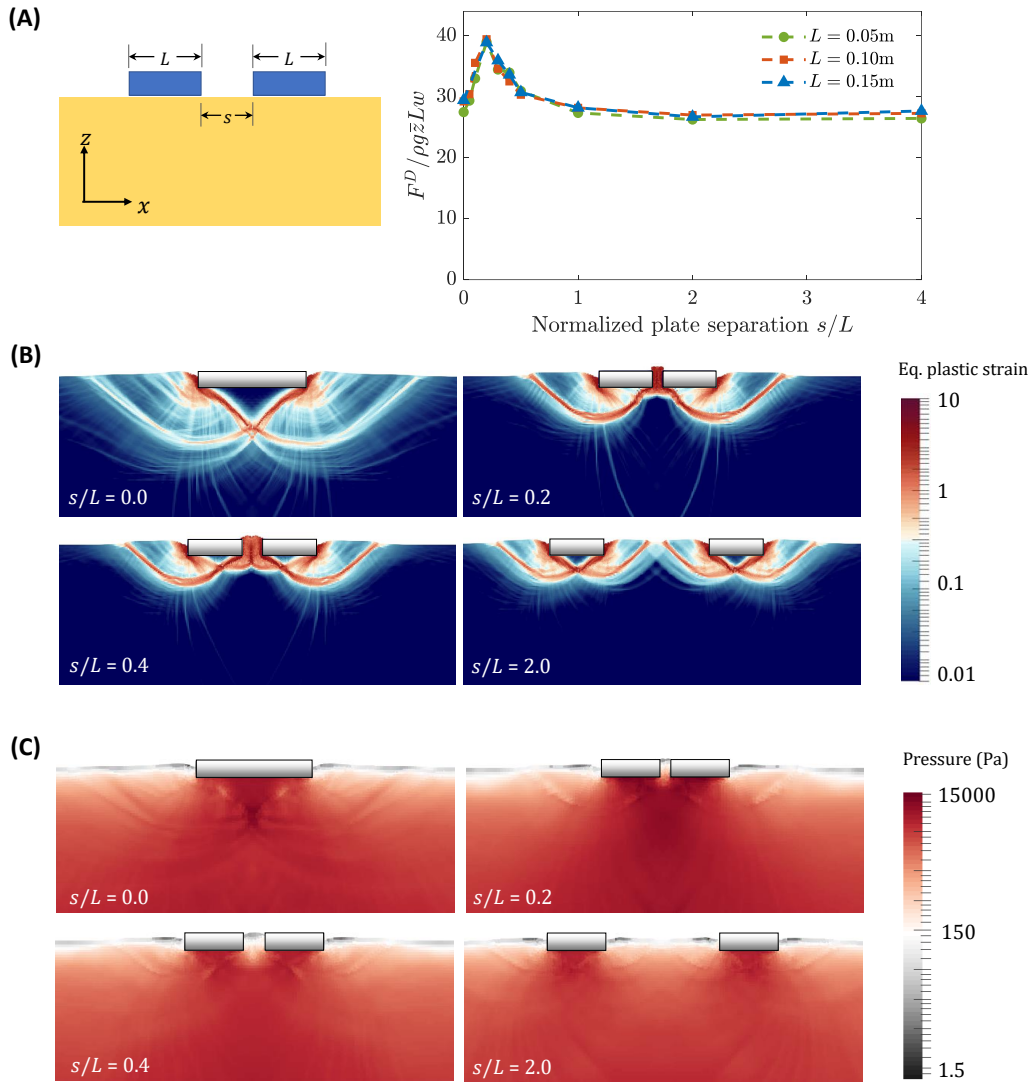 (A)
L
L
s
z
x
F^D/ρgz̄Lw
40
30
20
10
0
0
1
2
3
4
Normalized plate separation s/L
L = 0.05m
L = 0.10m
L = 0.15m
(B)
s/L = 0.0
s/L = 0.2
s/L = 0.4
s/L = 2.0
Eq. plastic strain
10
1
0.1
0.01
(C)
s/L = 0.0
s/L = 0.2
s/L = 0.4
s/L = 2.0
Pressure (Pa)
15000
150
1.5